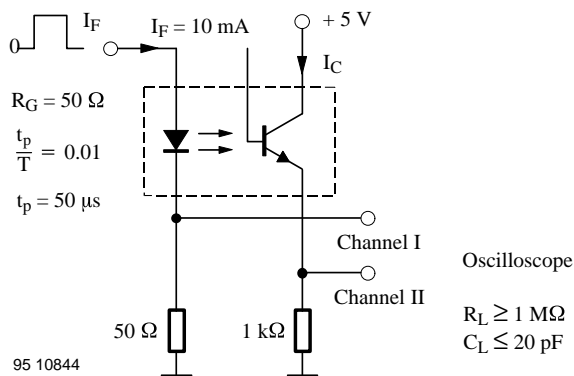 0
I_F
I_F = 10 mA
+ 5 V
I_C
R_G = 50 Ω
t_p
T
= 0.01
t_p = 50 μs
Channel I
Channel II
Oscilloscope
R_L ≥ 1 MΩ
C_L ≤ 20 pF
50 Ω
1 kΩ
95 10844